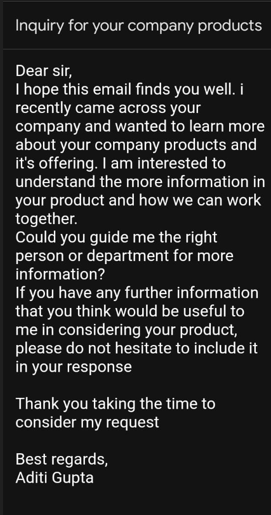 Inquiry for your company products
Dear sir,
I hope this email finds you well. i
recently came across your
company and wanted to learn more
about your company products and
it's offering. I am interested to
understand the more information in
your product and how we can work
together.
Could you guide me the right
person or department for more
information?
If you have any further information
that you think would be useful to
me in considering your product,
please do not hesitate to include it
in your response
Thank you taking the time to
consider my request
Best regards,
Aditi Gupta